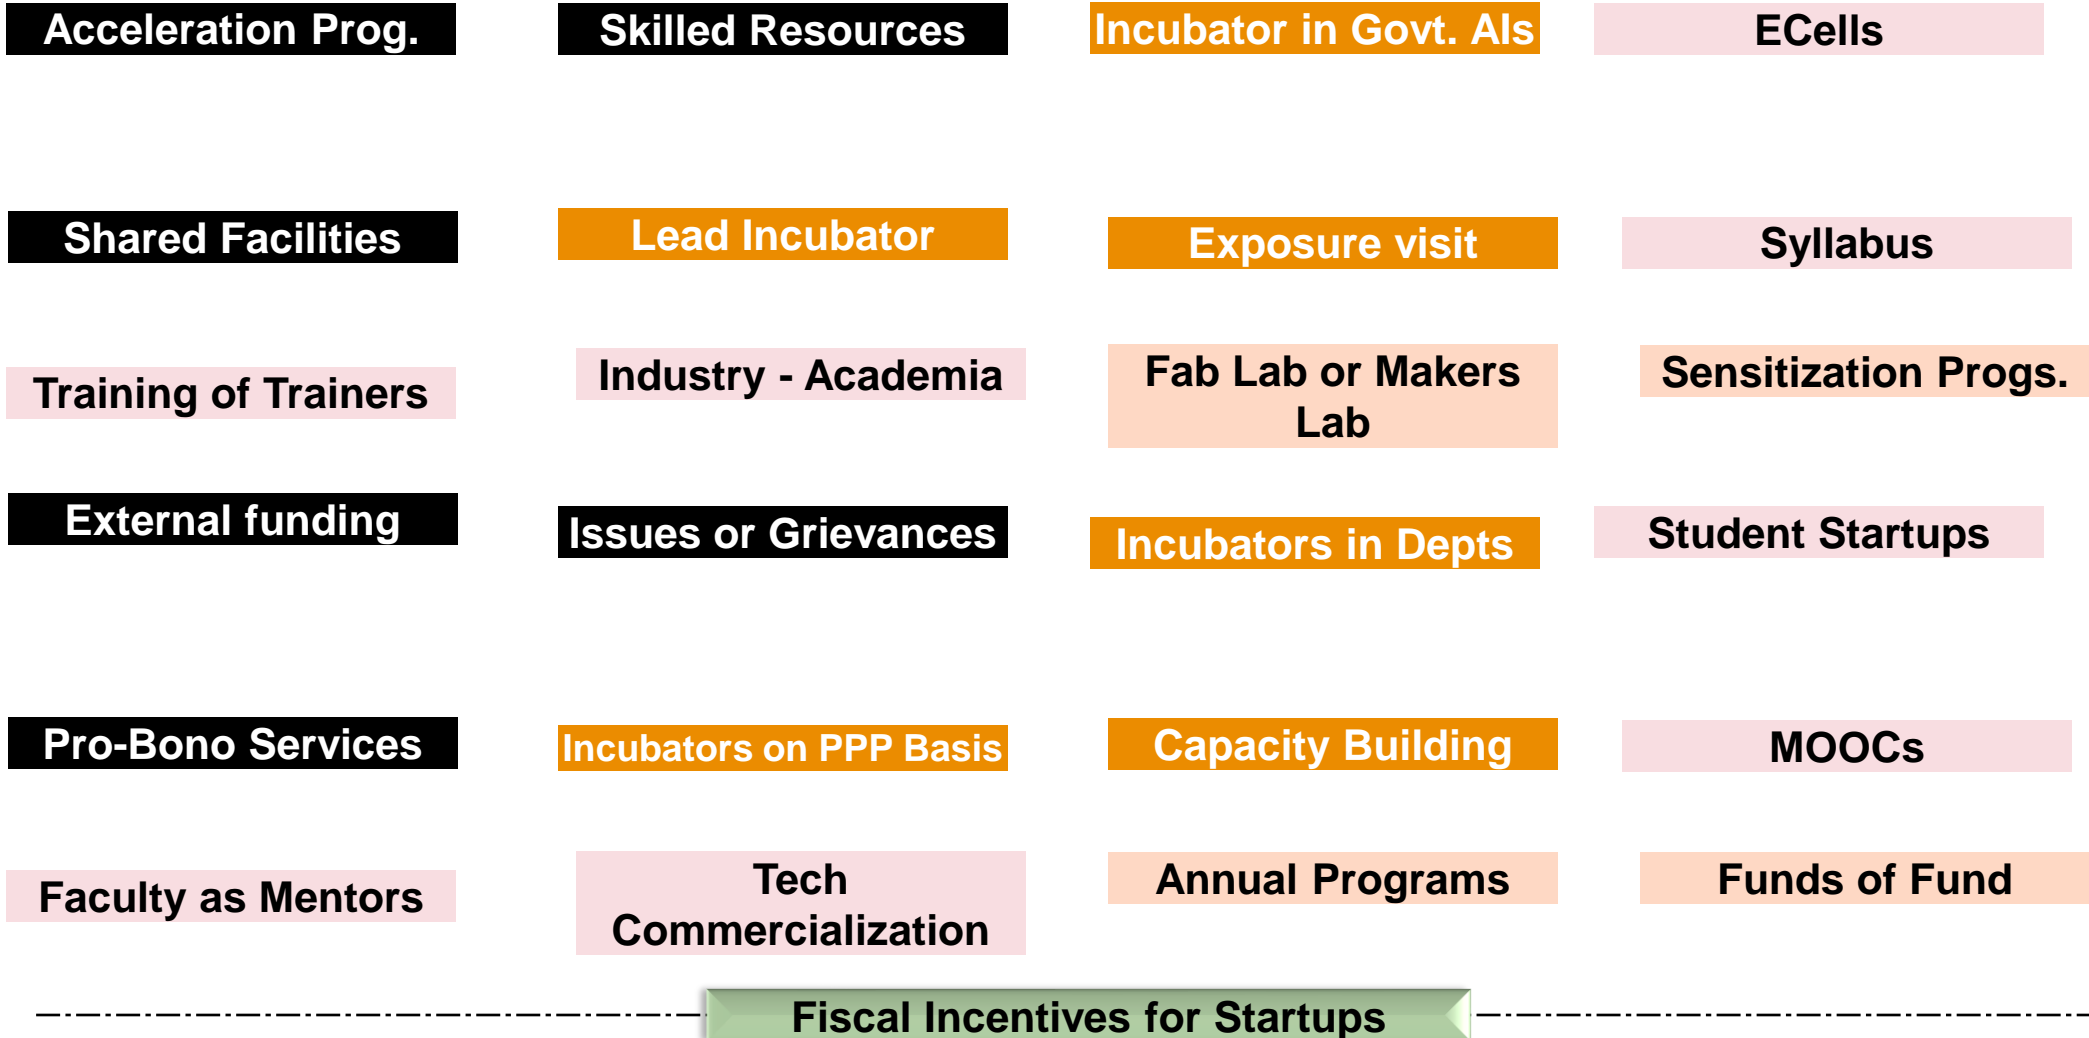 Acceleration Prog.
Skilled Resources
Incubator in Govt. AIs
ECells
Shared Facilities
Lead Incubator
Exposure visit
Syllabus
Training of Trainers
Industry - Academia
Fab Lab or Makers
Lab
Sensitization Progs.
External funding
Issues or Grievances
Incubators in Depts
Student Startups
Pro-Bono Services
Incubators on PPP Basis
Capacity Building
MOOCs
Faculty as Mentors
Tech
Commercialization
Annual Programs
Funds of Fund
Fiscal Incentives for Startups